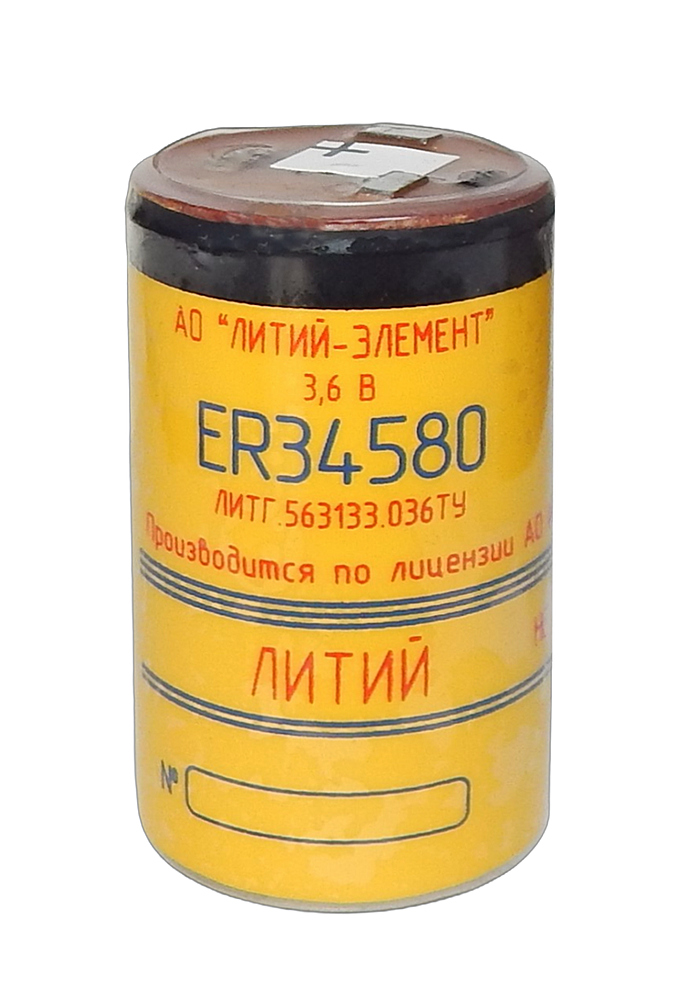 +
АО “ЛИТИЙ-ЭЛЕМЕНТ”
3,6 В
ER34580
ЛИТГ.563133.036ТУ
Производится по лицензии АО
ЛИТИЙ
№